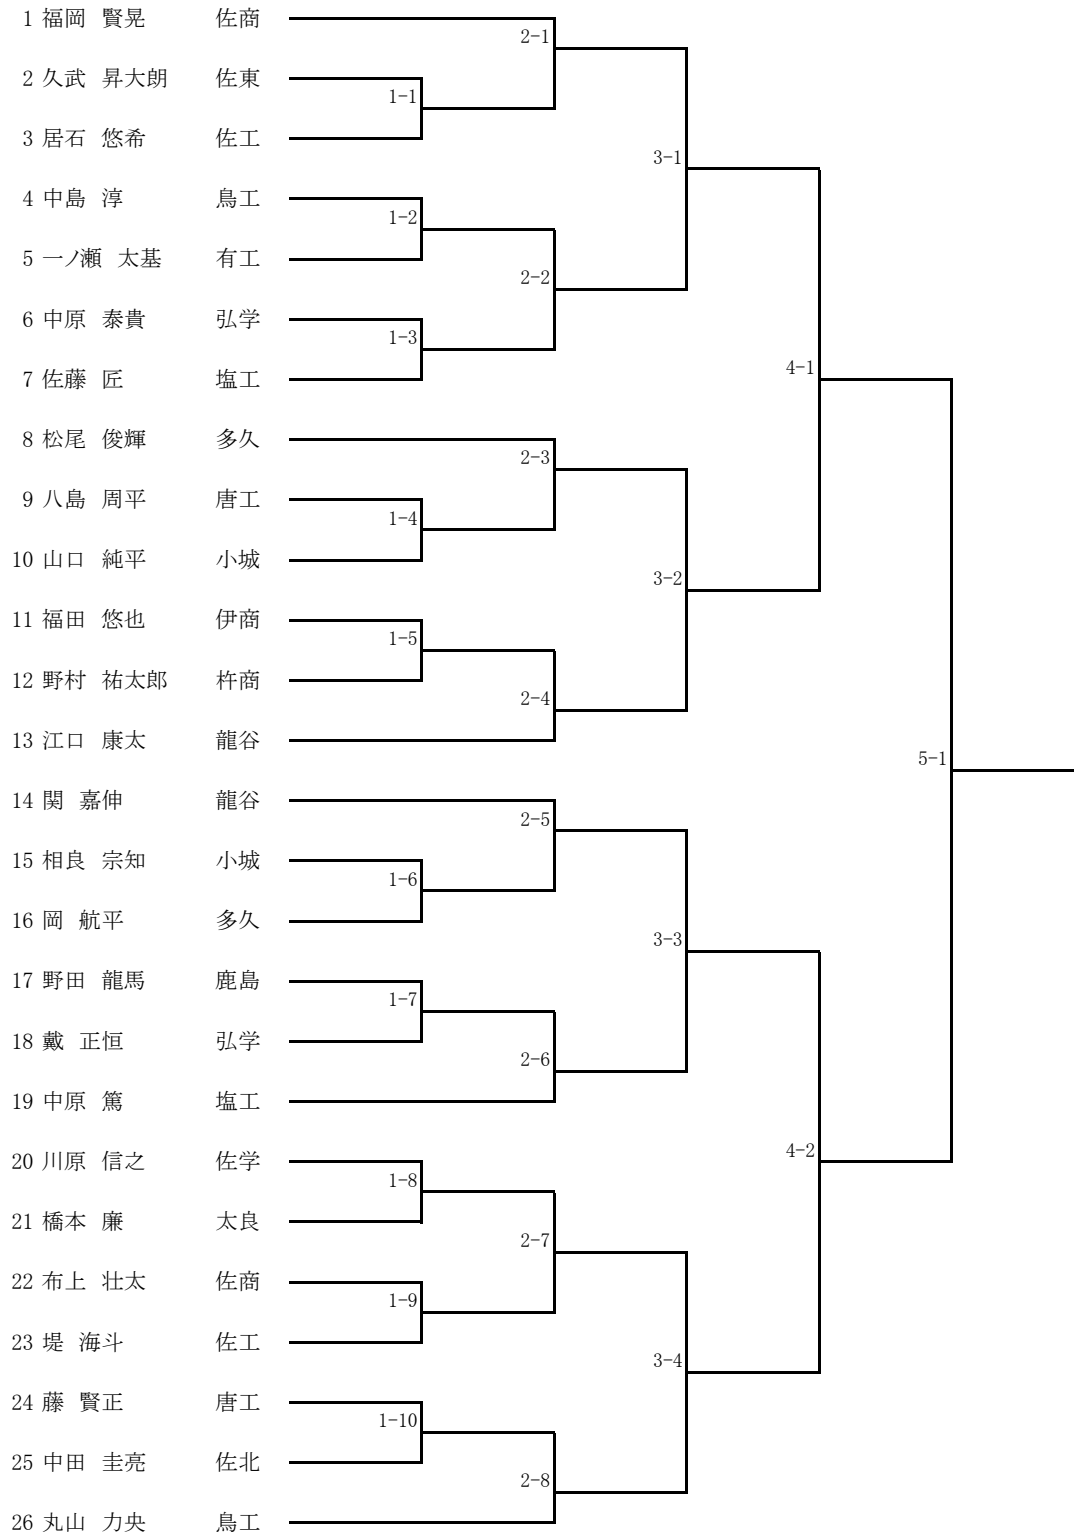 1 福岡 賢晃 佐商
2-1
2 久武 昇大朗 佐東
1-1
3 居石 悠希 佐工
3-1
4 中島 淳 鳥工
1-2
5 一ノ瀬 太基 有工
2-2
6 中原 泰貴 弘学
1-3
7 佐藤 匠 塩工
4-1
8 松尾 俊輝 多久
2-3
9 八島 周平 唐工
1-4
10 山口 純平 小城
3-2
11 福田 悠也 伊商
1-5
12 野村 祐太郎 杵商
2-4
13 江口 康太 龍谷
5-1
14 関 嘉伸 龍谷
2-5
15 相良 宗知 小城
1-6
16 岡 航平 多久
3-3
17 野田 龍馬 鹿島
1-7
18 戴 正恒 弘学
2-6
19 中原 篤 塩工
4-2
20 川原 信之 佐学
1-8
21 橋本 廉 太良
2-7
22 布上 壮太 佐商
1-9
23 堤 海斗 佐工
3-4
24 藤 賢正 唐工
1-10
25 中田 圭亮 佐北
2-8
26 丸山 力央 鳥工